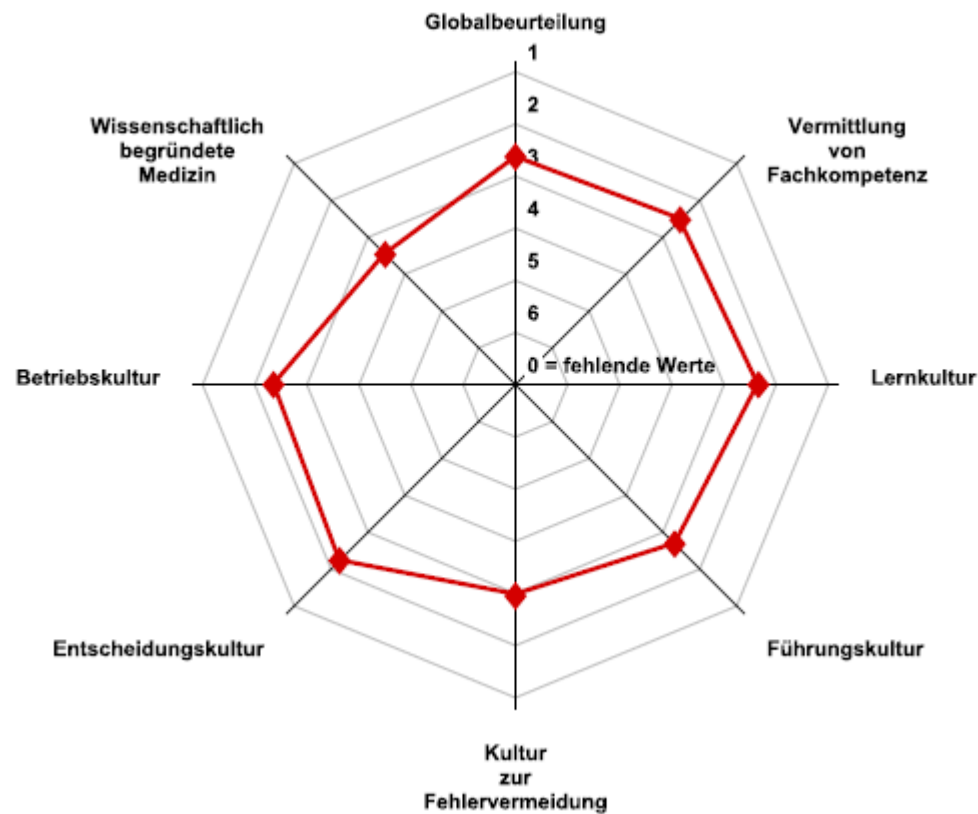 Globalbeurteilung
1
2
3
4
5
6
0 = fehlende Werte
Vermittlung
von
Fachkompetenz
Lernkultur
Führungskultur
Kultur
zur
Fehlervermeidung
Entscheidungskultur
Betriebskultur
Wissenschaftlich
begründete
Medizin